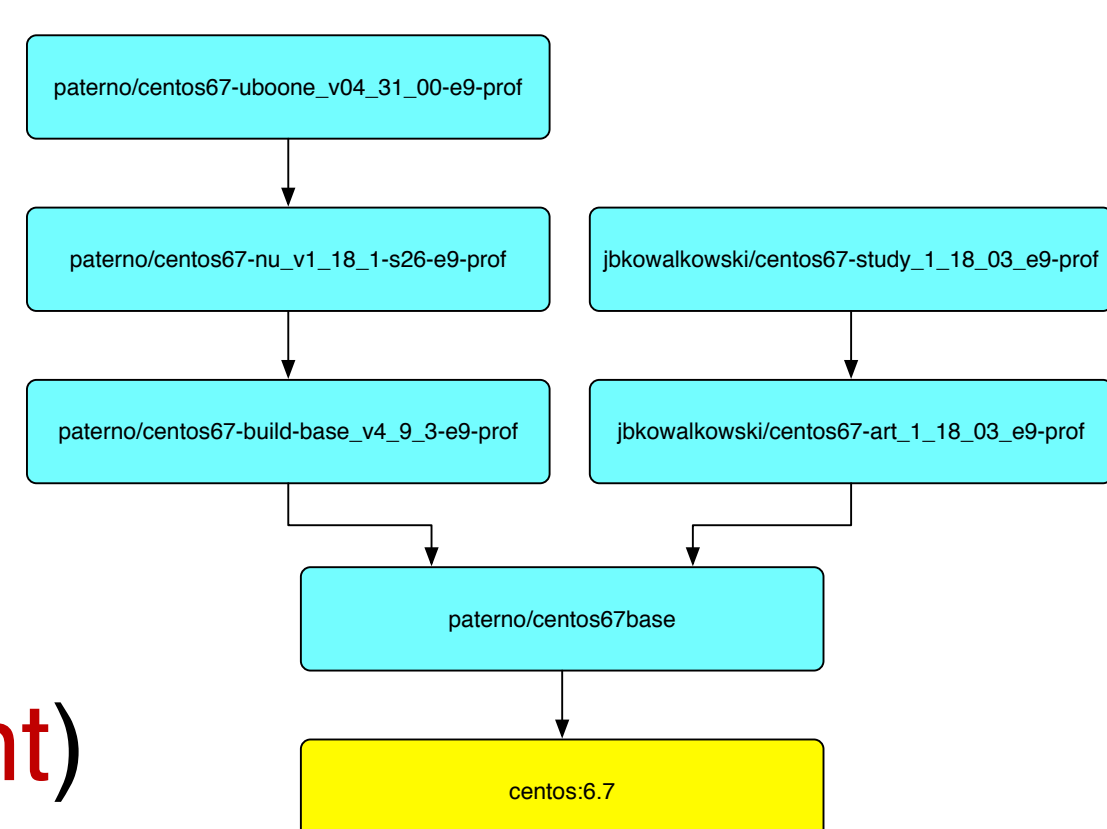 paterno/centos67-uboone_v04_31_00-e9-prof
paterno/centos67-nu_v1_18_1-s26-e9-prof
jbkowalkowski/centos67-study_1_18_03_e9-prof
paterno/centos67-build-base_v4_9_3-e9-prof
jbkowalkowski/centos67-art_1_18_03_e9-prof
paterno/centos67base
nt)
centos:6.7